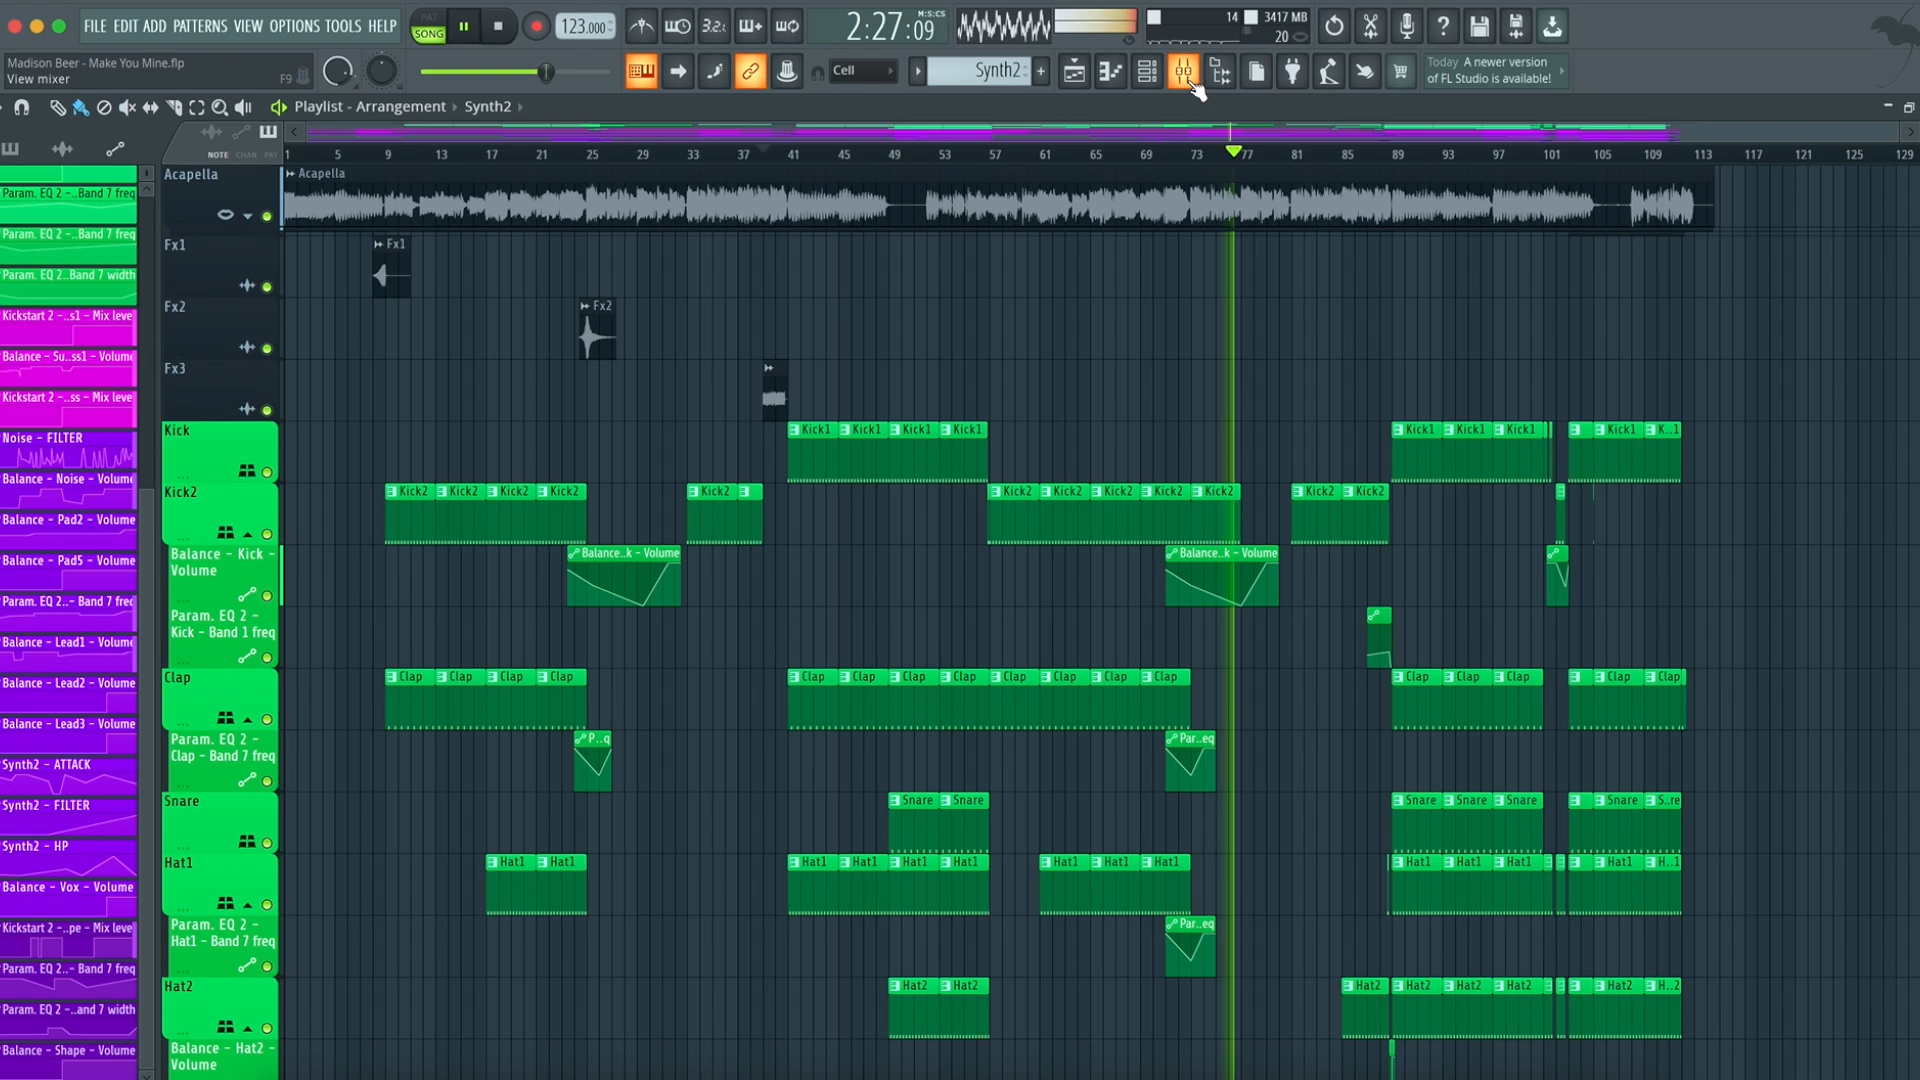 FILE EDIT ADD PATTERNS VIEW OPTIONS TOOLS HELP
PAT
SONG
123.000
3.2.
2:27:09
M:S:CS
14
3417 MB
20
Madison Beer - Make You Mine.flp
View mixer
F9
Cell
Synth2
Today A newer version
of FL Studio is available!
Playlist - Arrangement Synth2
NOTE CHAN PAT
1 5 9 13 17 21 25 29 33 37 41 45 49 53 57 61 65 69 73 77 81 85 89 93 97 101 105 109 113 117 121 125 129
Param. EQ 2 -..Band 7 freq
Param. EQ 2 -..Band 7 freq
Param. EQ 2..Band 7 width
Kickstart 2 -..s1 - Mix leve
Balance - Su..ss1 - Volume
Kickstart 2 -..ss - Mix leve
Noise - FILTER
Balance - Noise - Volume
Balance - Pad2 - Volume
Balance - Pad5 - Volume
Param. EQ 2..- Band 7 freq
Balance - Lead1 - Volume
Balance - Lead2 - Volume
Balance - Lead3 - Volume
Synth2 - ATTACK
Synth2 - FILTER
Synth2 - HP
Balance - Vox - Volume
Kickstart 2 -..pe - Mix leve
Param. EQ 2..- Band 7 freq
Param. EQ 2 -..and 7 width
Balance - Shape - Volume
Acapella
Acapella
Fx1
Fx1
Fx2
Fx2
Fx3
Kick
Kick1 Kick1 Kick1 Kick1 Kick1 Kick1 Kick1 Kick1 K..1
Kick2
Kick2 Kick2 Kick2 Kick2 Kick2 Kick2 Kick2 Kick2 Kick2 Kick2 Kick2 Kick2
Balance - Kick -
Volume
Balance..k - Volume Balance..k - Volume
Param. EQ 2 -
Kick - Band 1 freq
Clap
Clap Clap Clap Clap Clap Clap Clap Clap Clap Clap Clap Clap Clap Clap Clap Clap Clap
Param. EQ 2 -
Clap - Band 7 freq
P..q Par..eq
Snare
Snare Snare Snare Snare Snare Snare S..re
Hat1
Hat1 Hat1 Hat1 Hat1 Hat1 Hat1 Hat1 Hat1 Hat1 Hat1 Hat1 Hat1 Hat1 H..1
Param. EQ 2 -
Hat1 - Band 7 freq
Par..eq
Hat2
Hat2 Hat2 Hat2 Hat2 Hat2 Hat2 Hat2 H..2
Balance - Hat2 -
Volume